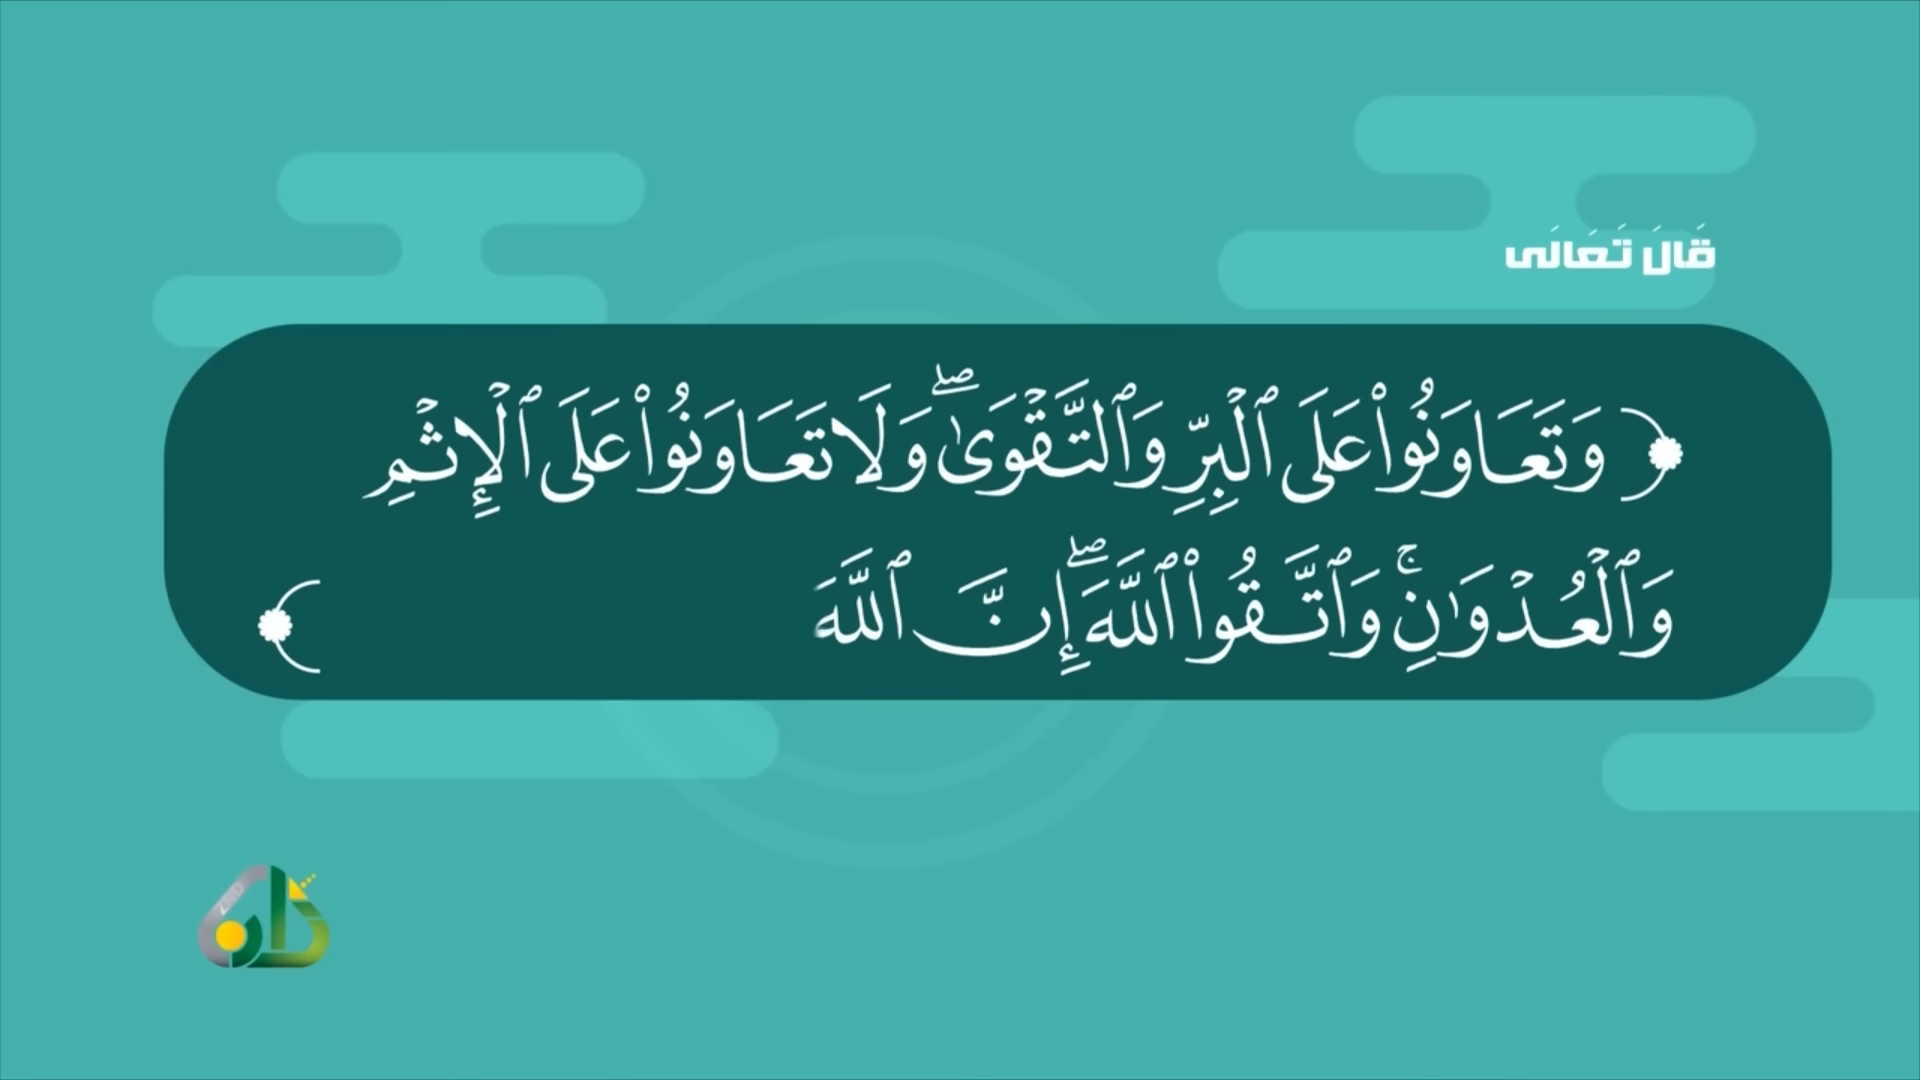 قَالَ تَعَالَى
﴿وَتَعَاوَنُوا۟ عَلَى ٱلْبِرِّ وَٱلتَّقْوَىٰ ۖ وَلَا تَعَاوَنُوا۟ عَلَى ٱلْإِثْمِ
وَٱلْعُدْوَٰنِ ۚ وَٱتَّقُوا۟ ٱللَّهَ ۖ إِنَّ ٱللَّهَ﴾